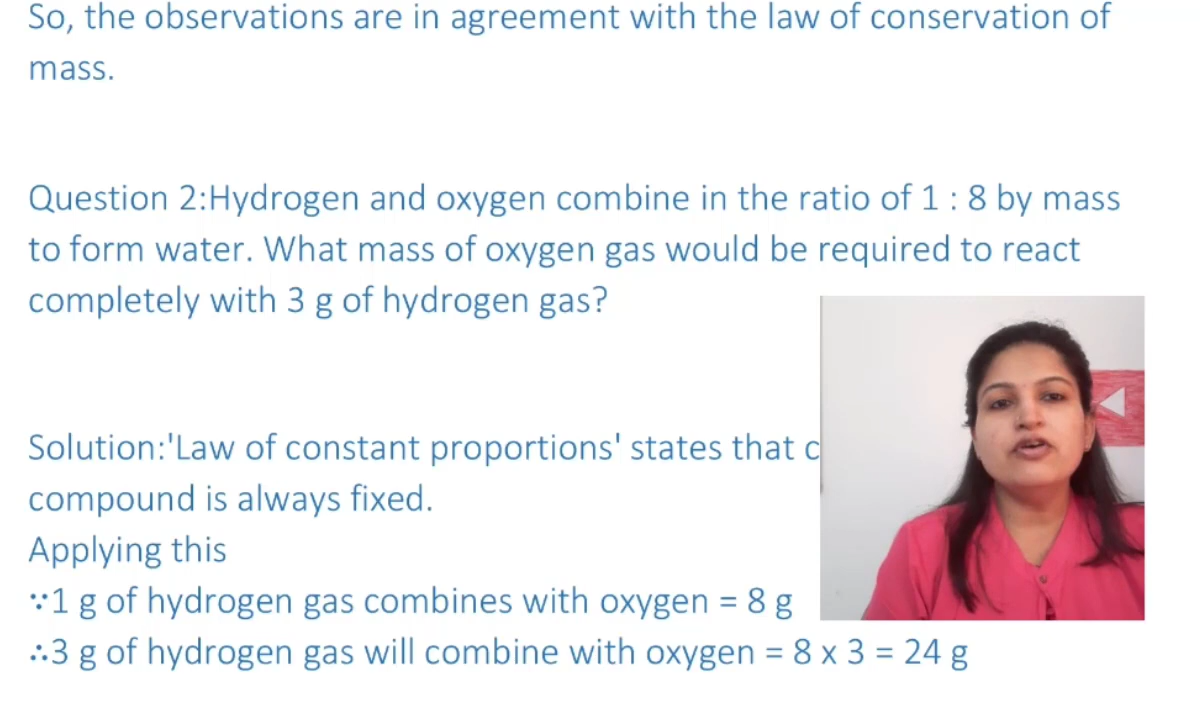 So, the observations are in agreement with the law of conservation of
mass.
Question 2:Hydrogen and oxygen combine in the ratio of 1 : 8 by mass
to form water. What mass of oxygen gas would be required to react
completely with 3 g of hydrogen gas?
Solution:'Law of constant proportions' states that
compound is always fixed.
Applying this
∵1 g of hydrogen gas combines with oxygen = 8 g
∴3 g of hydrogen gas will combine with oxygen = 8 x 3 = 24 g